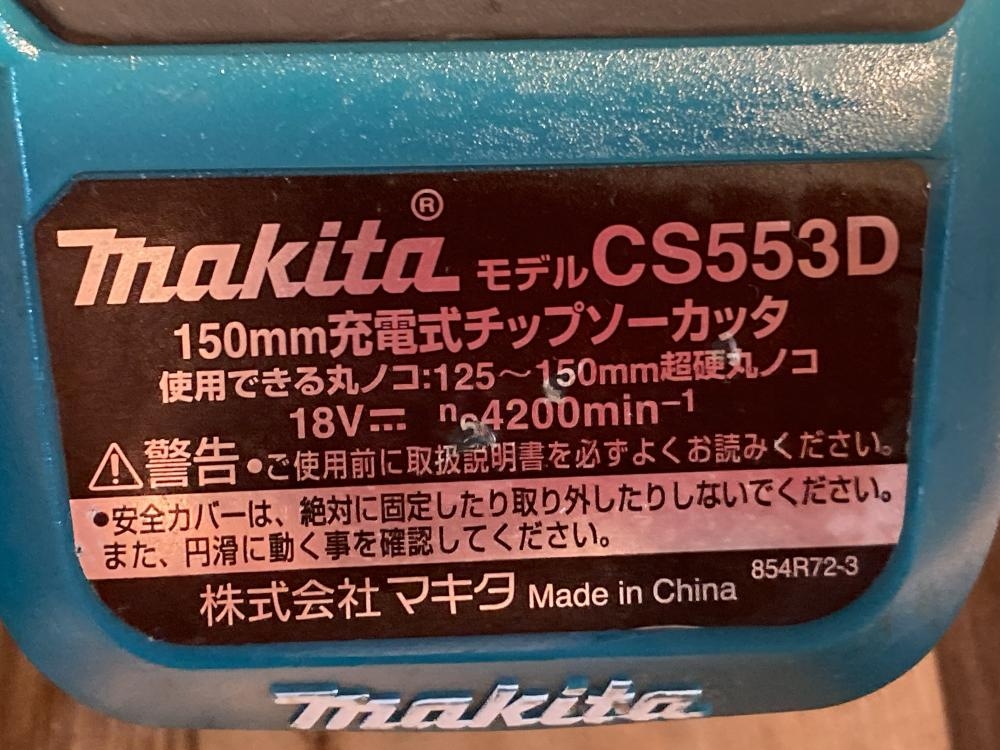 makita® モデル CS553D
150mm充電式チップソーカッタ
使用できる丸ノコ:125～150mm超硬丸ノコ
18V⎓ n₀4200min⁻¹
⚠警告 ●ご使用前に取扱説明書を必ずよくお読みください。
●安全カバーは、絶対に固定したり取り外したりしないでください。
また、円滑に動く事を確認してください。
株式会社マキタ Made in China 854R72-3
makita